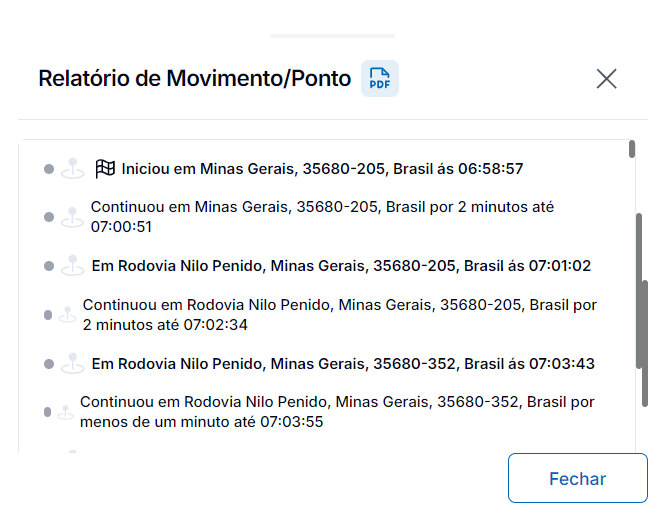 Relatório de Movimento/Ponto
PDF
Iniciou em Minas Gerais, 35680-205, Brasil ás 06:58:57
Continuou em Minas Gerais, 35680-205, Brasil por 2 minutos até
07:00:51
Em Rodovia Nilo Penido, Minas Gerais, 35680-205, Brasil ás 07:01:02
Continuou em Rodovia Nilo Penido, Minas Gerais, 35680-205, Brasil por
2 minutos até 07:02:34
Em Rodovia Nilo Penido, Minas Gerais, 35680-352, Brasil ás 07:03:43
Continuou em Rodovia Nilo Penido, Minas Gerais, 35680-352, Brasil por
menos de um minuto até 07:03:55
Fechar